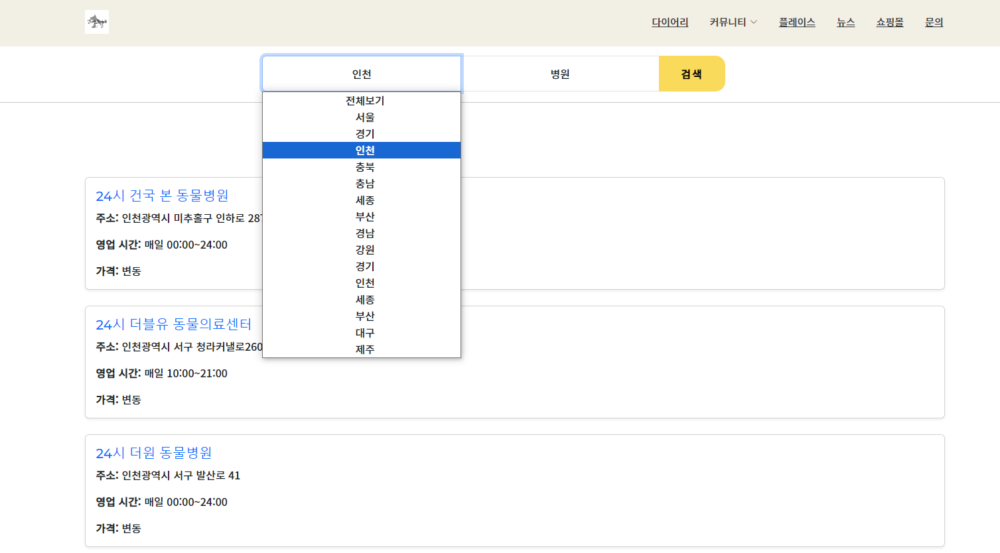 다이어리 커뮤니티 플레이스 뉴스 쇼핑몰 문의
인천 병원 검색
전체보기
서울
경기
인천
충북
충남
세종
부산
경남
강원
경기
인천
세종
부산
대구
제주
24시 건국 본 동물병원
주소: 인천광역시 미추홀구 인하로 287
영업 시간: 매일 00:00~24:00
가격: 변동
24시 더블유 동물의료센터
주소: 인천광역시 서구 청라커낼로260
영업 시간: 매일 10:00~21:00
가격: 변동
24시 더원 동물병원
주소: 인천광역시 서구 발산로 41
영업 시간: 매일 00:00~24:00
가격: 변동